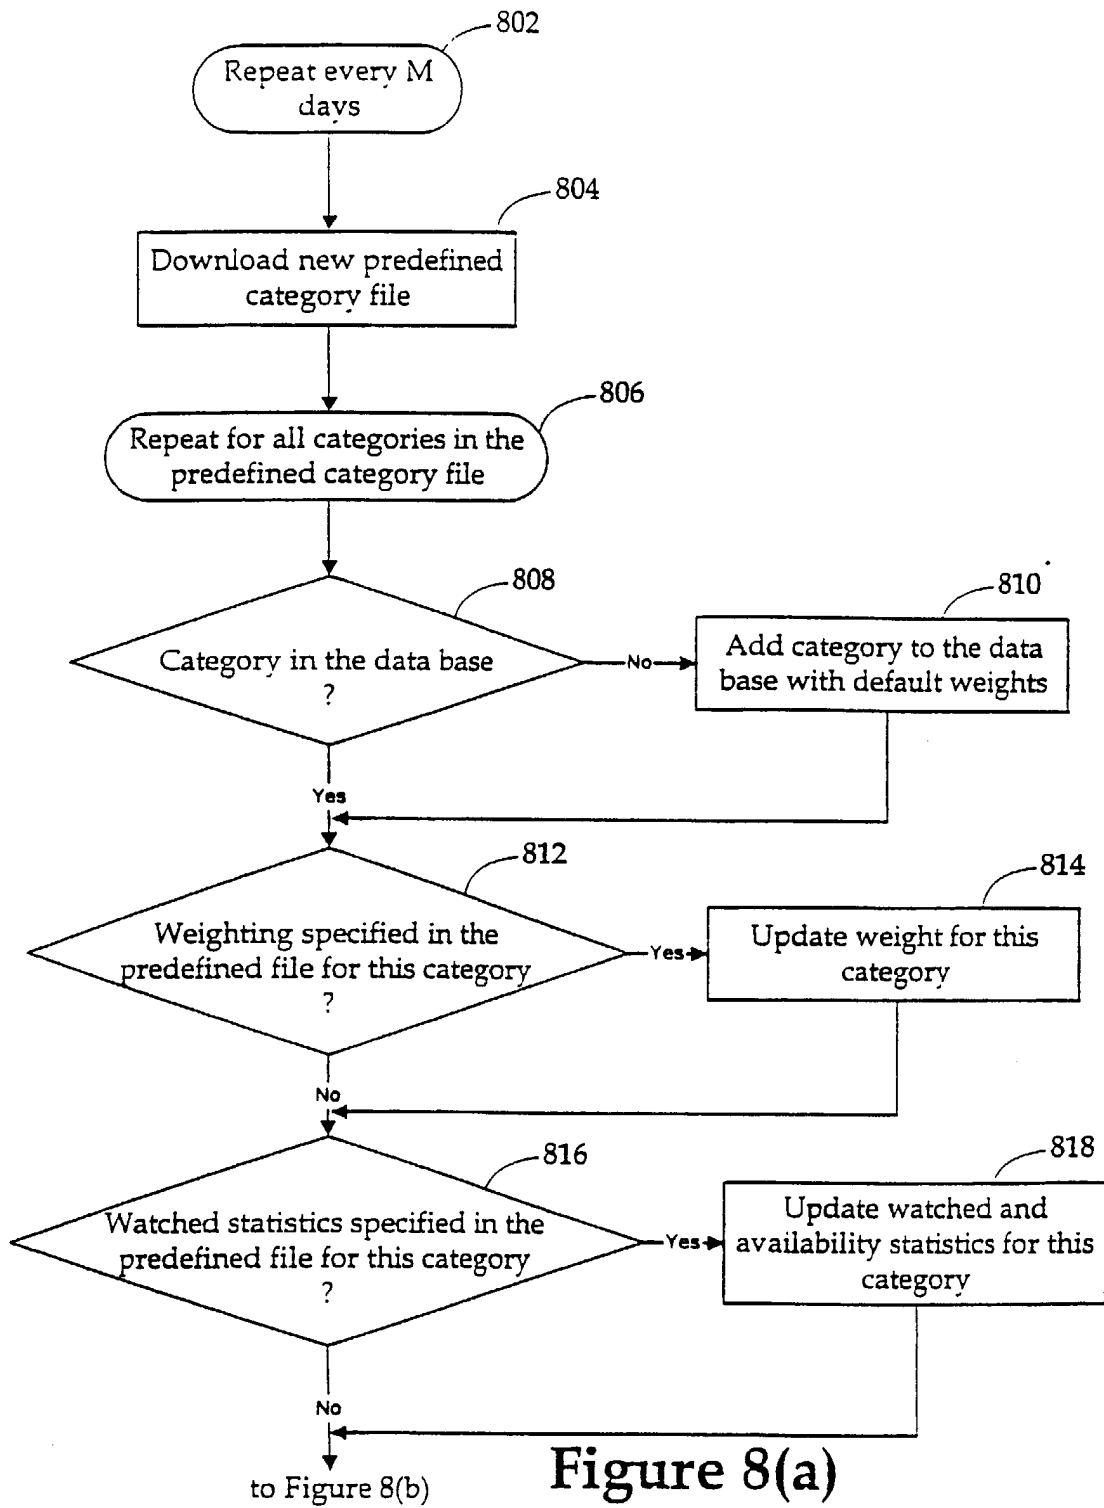 802
Repeat every M
days
804
Download new predefined
category file
806
Repeat for all categories in the
predefined category file
808
Category in the data base
?
No
810
Add category to the data
base with default weights
Yes
812
Weighting specified in the
predefined file for this category
?
Yes
814
Update weight for this
category
No
816
Watched statistics specified in the
predefined file for this category
?
Yes
818
Update watched and
availability statistics for this
category
No
to Figure 8(b)
Figure 8(a)